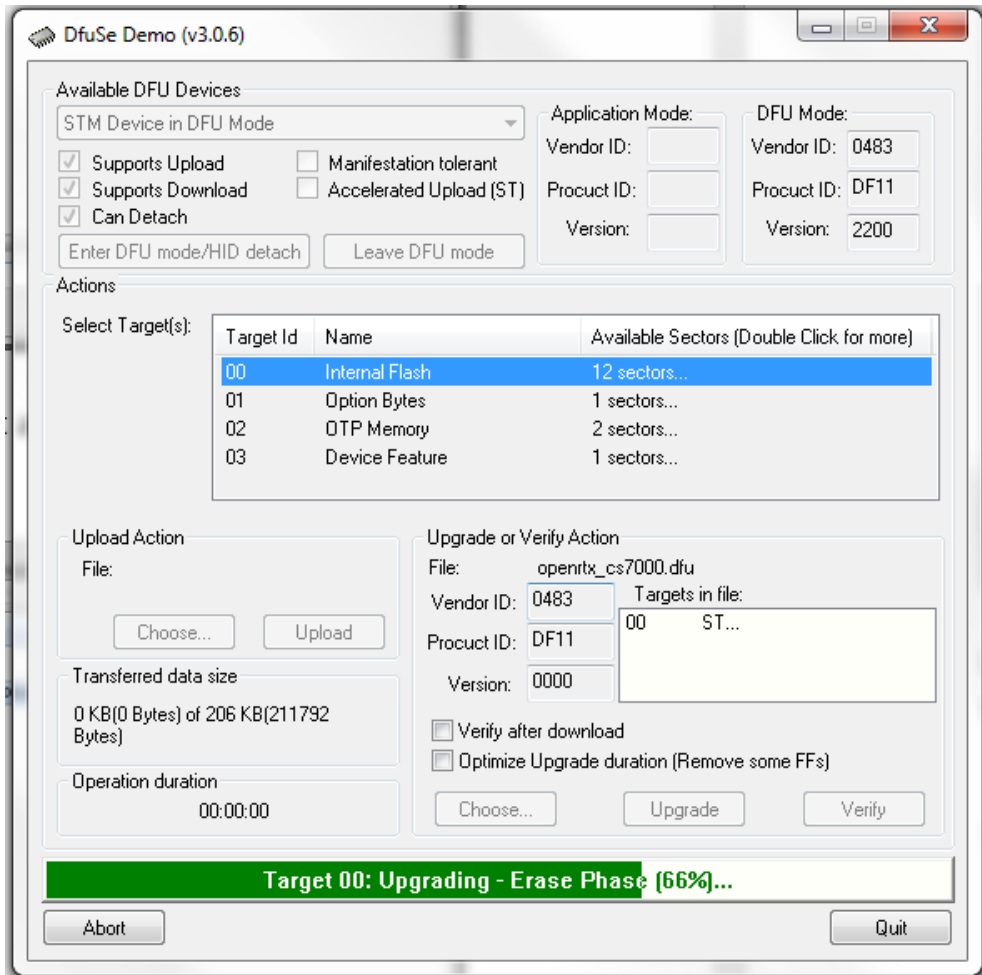 DfuSe Demo (v3.0.6)
Available DFU Devices
STM Device in DFU Mode
Supports Upload
Manifestation tolerant
Supports Download
Accelerated Upload (ST)
Can Detach
Enter DFU mode/HID detach
Leave DFU mode
Application Mode:
Vendor ID:
Procuct ID:
Version:
DFU Mode:
Vendor ID: 0483
Procuct ID: DF11
Version: 2200
Actions
Select Target(s):
Target Id Name Available Sectors (Double Click for more)
00 Internal Flash 12 sectors...
01 Option Bytes 1 sectors...
02 OTP Memory 2 sectors...
03 Device Feature 1 sectors...
Upload Action
File:
Choose... Upload
Transferred data size
0 KB(0 Bytes) of 206 KB(211792
Bytes)
Operation duration
00:00:00
Upgrade or Verify Action
File: openrtx_cs7000.dfu
Vendor ID: 0483
Procuct ID: DF11
Version: 0000
Targets in file:
00 ST...
Verify after download
Optimize Upgrade duration (Remove some FFs)
Choose... Upgrade Verify
Target 00: Upgrading - Erase Phase (66%)...
Abort Quit